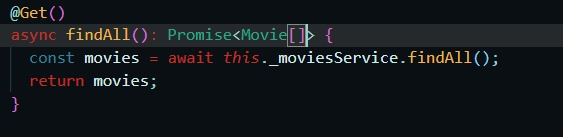 @Get()
async findAll(): Promise<Movie[]> {
const movies = await this._moviesService.findAll();
return movies;
}